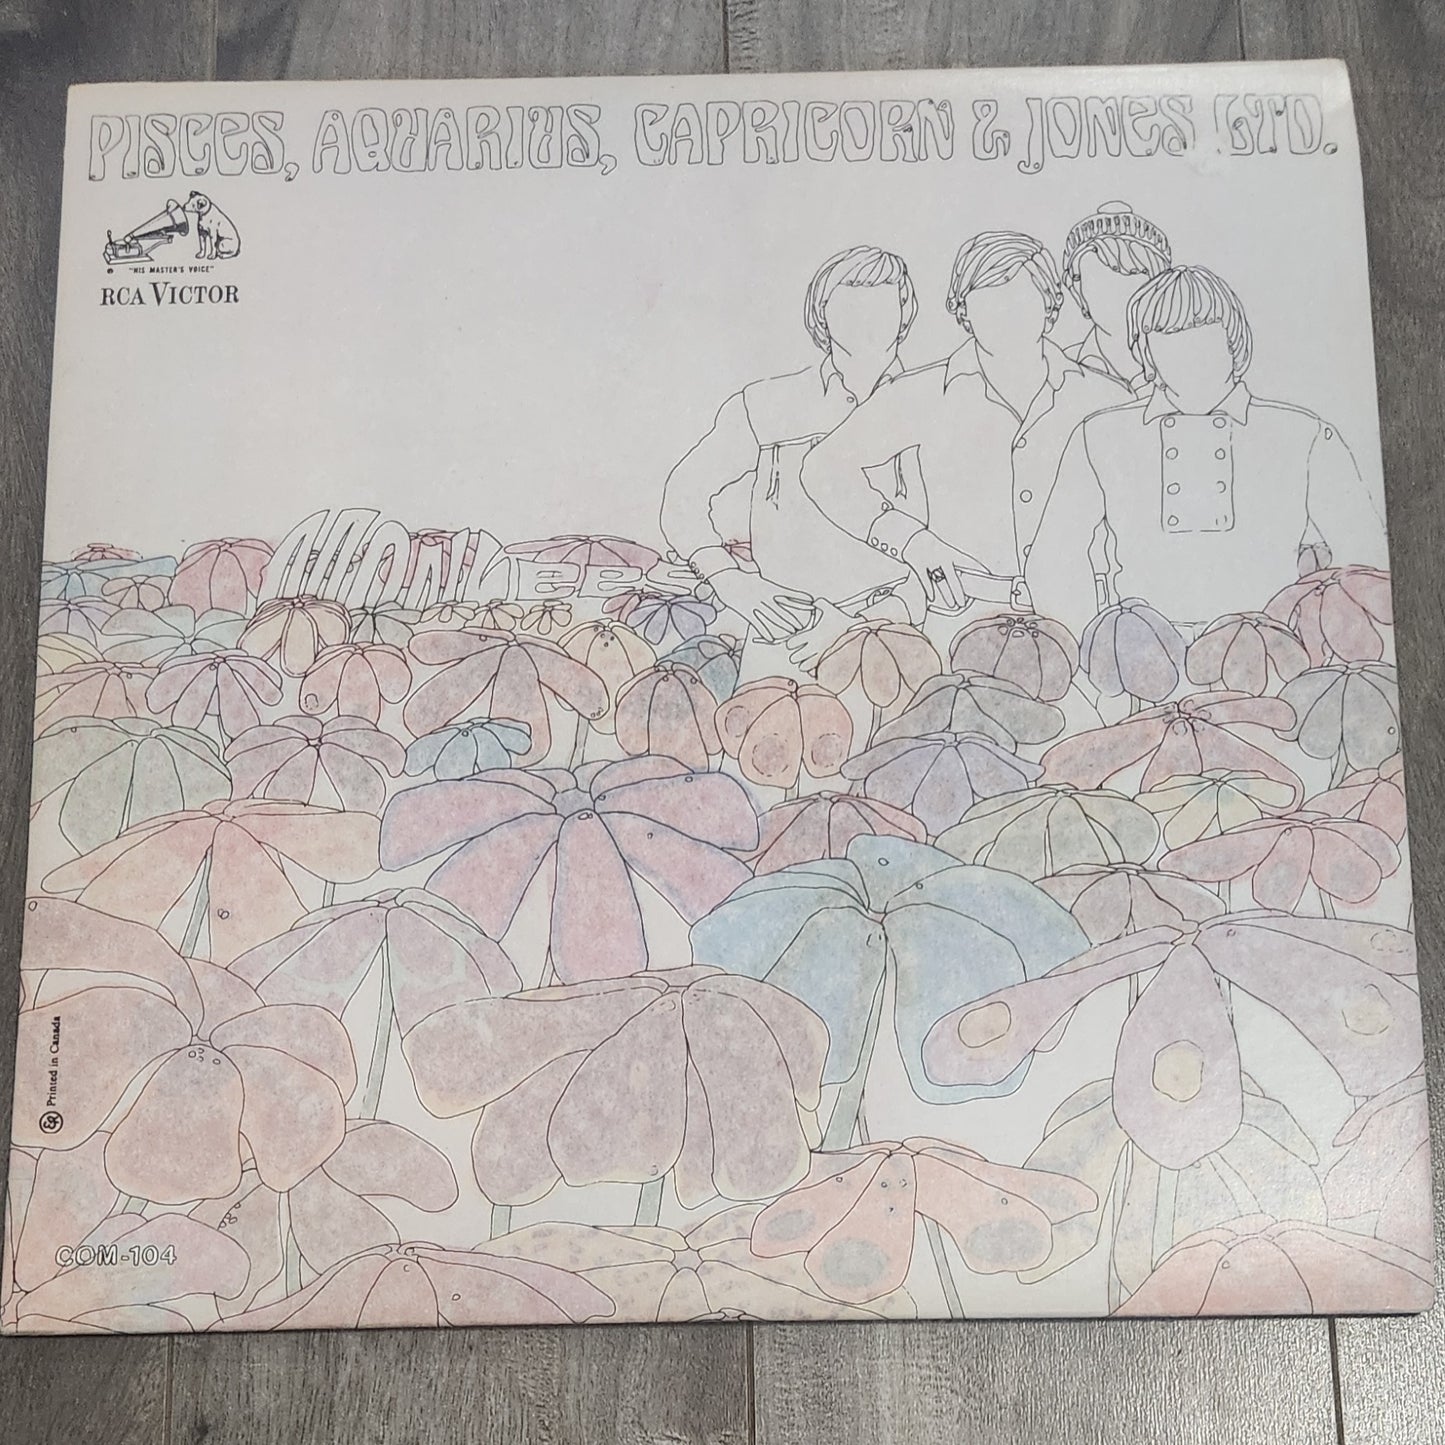 PISCES, AQUARIUS, CAPRICORN & JONES LTD.
"HIS MASTER'S VOICE"
RCA VICTOR
MONKEES
Printed in Canada
COM-104